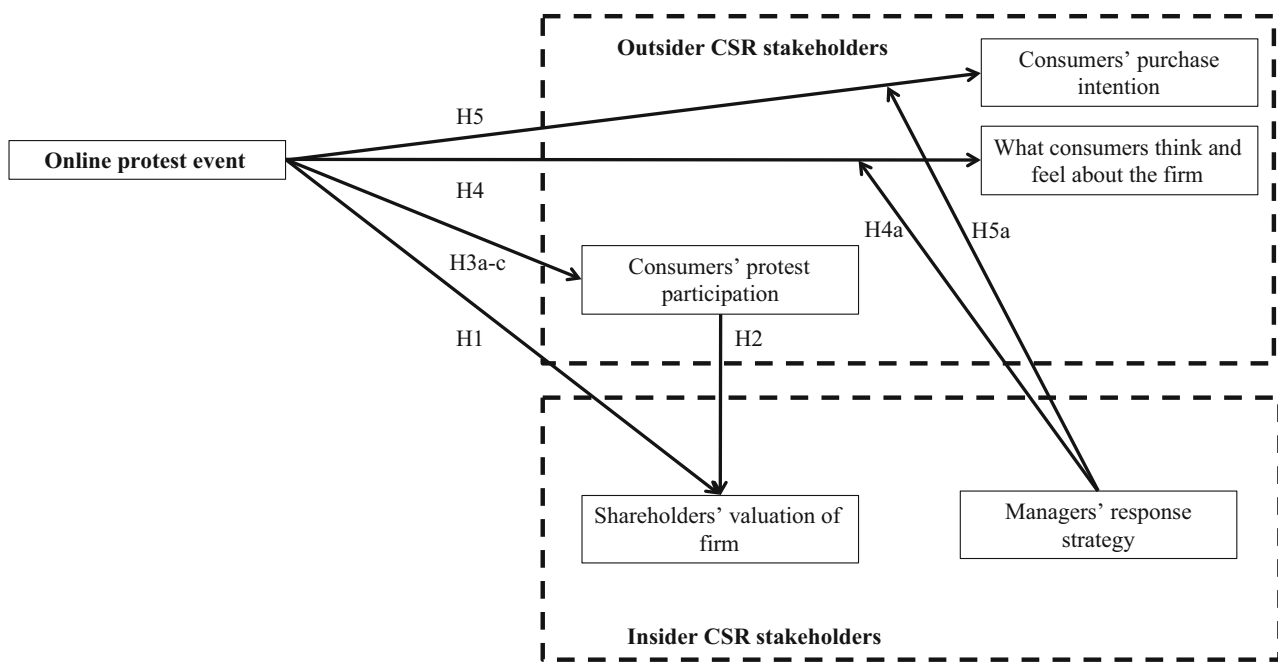 Outsider CSR stakeholders
Consumers’ purchase
intention
H5
Online protest event
What consumers think and
feel about the firm
H4
H4a
H5a
H3a-c
Consumers’ protest
participation
H1
H2
Shareholders’ valuation of
firm
Managers’ response
strategy
Insider CSR stakeholders